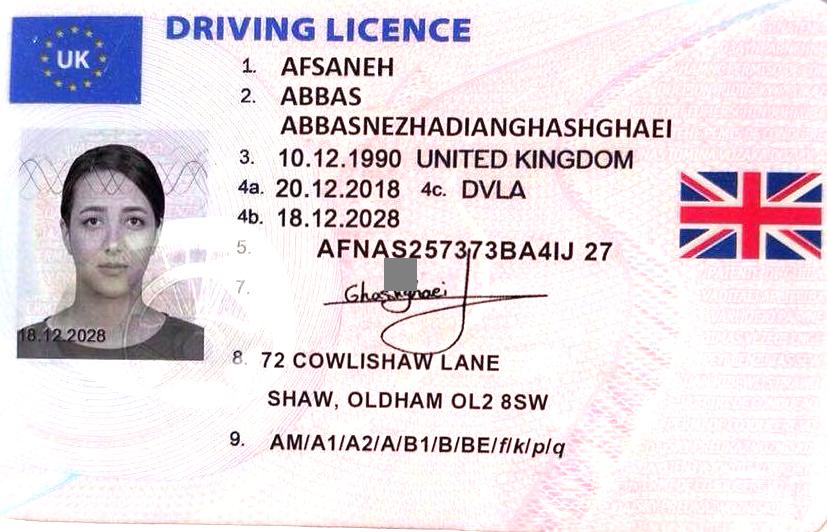 DRIVING LICENCE
UK
1. AFSANEH
2. ABBAS
ABBASNEZHADIANGHASHGHAEI
3. 10.12.1990 UNITED KINGDOM
4a. 20.12.2018 4c. DVLA
4b. 18.12.2028
5. AFNAS257373BA4IJ 27
7.
18.12.2028
8. 72 COWLISHAW LANE
SHAW, OLDHAM OL2 8SW
9. AM/A1/A2/A/B1/B/BE/f/k/p/q